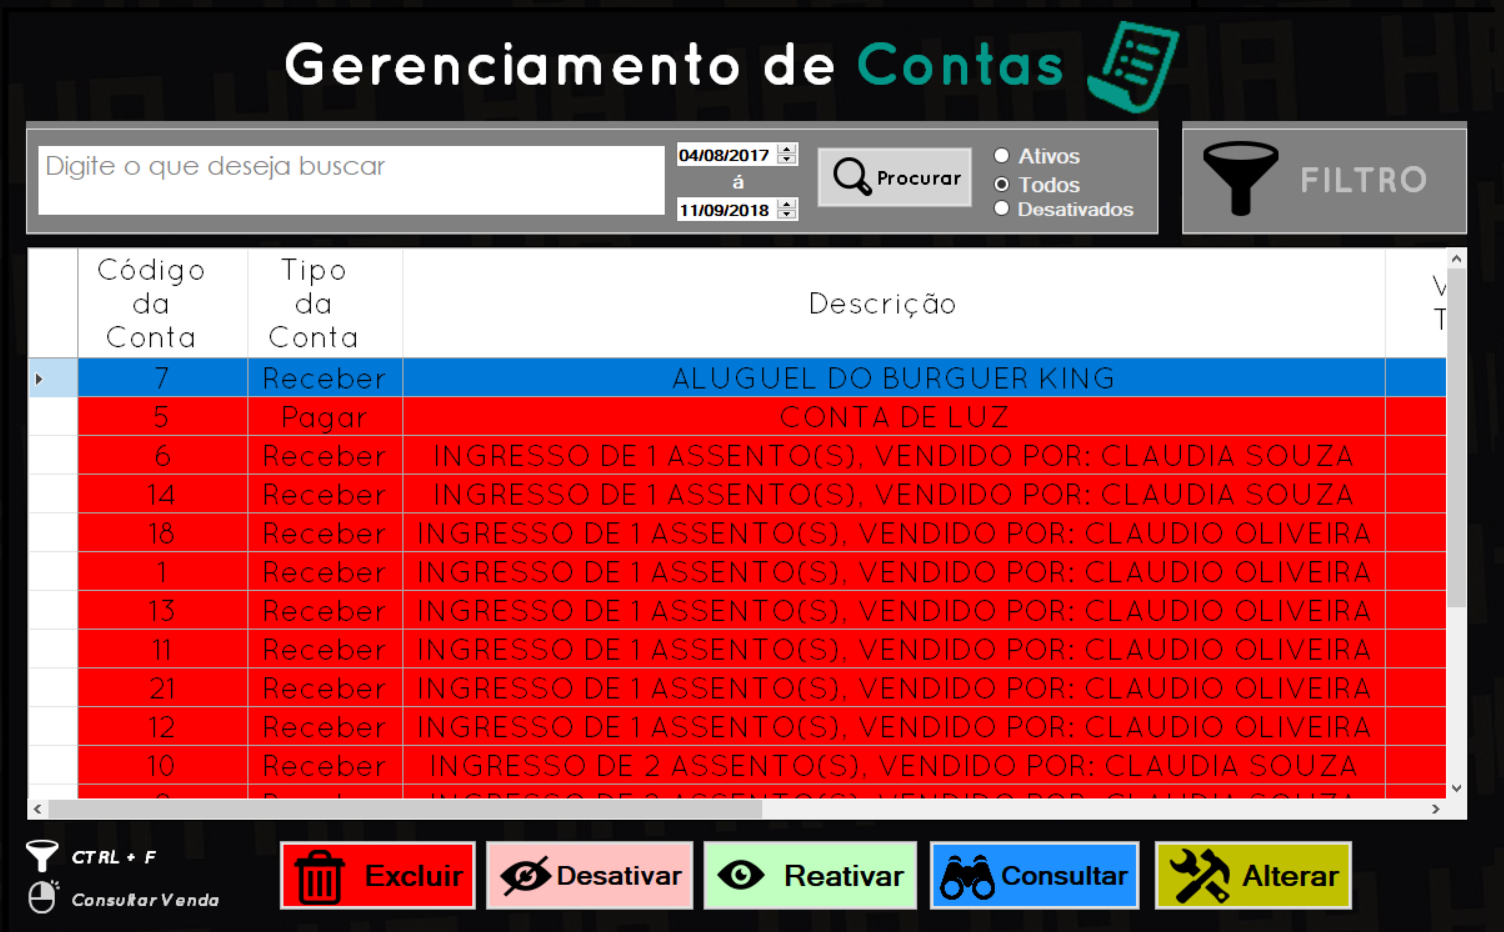 Gerenciamento de Contas
Digite o que deseja buscar
04/08/2017
á
11/09/2018
Procurar
Ativos
Todos
Desativados
FILTRO
Código da Conta
Tipo da Conta
Descrição
7 Receber ALUGUEL DO BURGUER KING
5 Pagar CONTA DE LUZ
6 Receber INGRESSO DE 1 ASSENTO(S), VENDIDO POR: CLAUDIA SOUZA
14 Receber INGRESSO DE 1 ASSENTO(S), VENDIDO POR: CLAUDIA SOUZA
18 Receber INGRESSO DE 1 ASSENTO(S), VENDIDO POR: CLAUDIO OLIVEIRA
1 Receber INGRESSO DE 1 ASSENTO(S), VENDIDO POR: CLAUDIO OLIVEIRA
13 Receber INGRESSO DE 1 ASSENTO(S), VENDIDO POR: CLAUDIO OLIVEIRA
11 Receber INGRESSO DE 1 ASSENTO(S), VENDIDO POR: CLAUDIO OLIVEIRA
21 Receber INGRESSO DE 1 ASSENTO(S), VENDIDO POR: CLAUDIO OLIVEIRA
12 Receber INGRESSO DE 1 ASSENTO(S), VENDIDO POR: CLAUDIO OLIVEIRA
10 Receber INGRESSO DE 2 ASSENTO(S), VENDIDO POR: CLAUDIA SOUZA
CTRL + F
Consultar Venda
Excluir
Desativar
Reativar
Consultar
Alterar